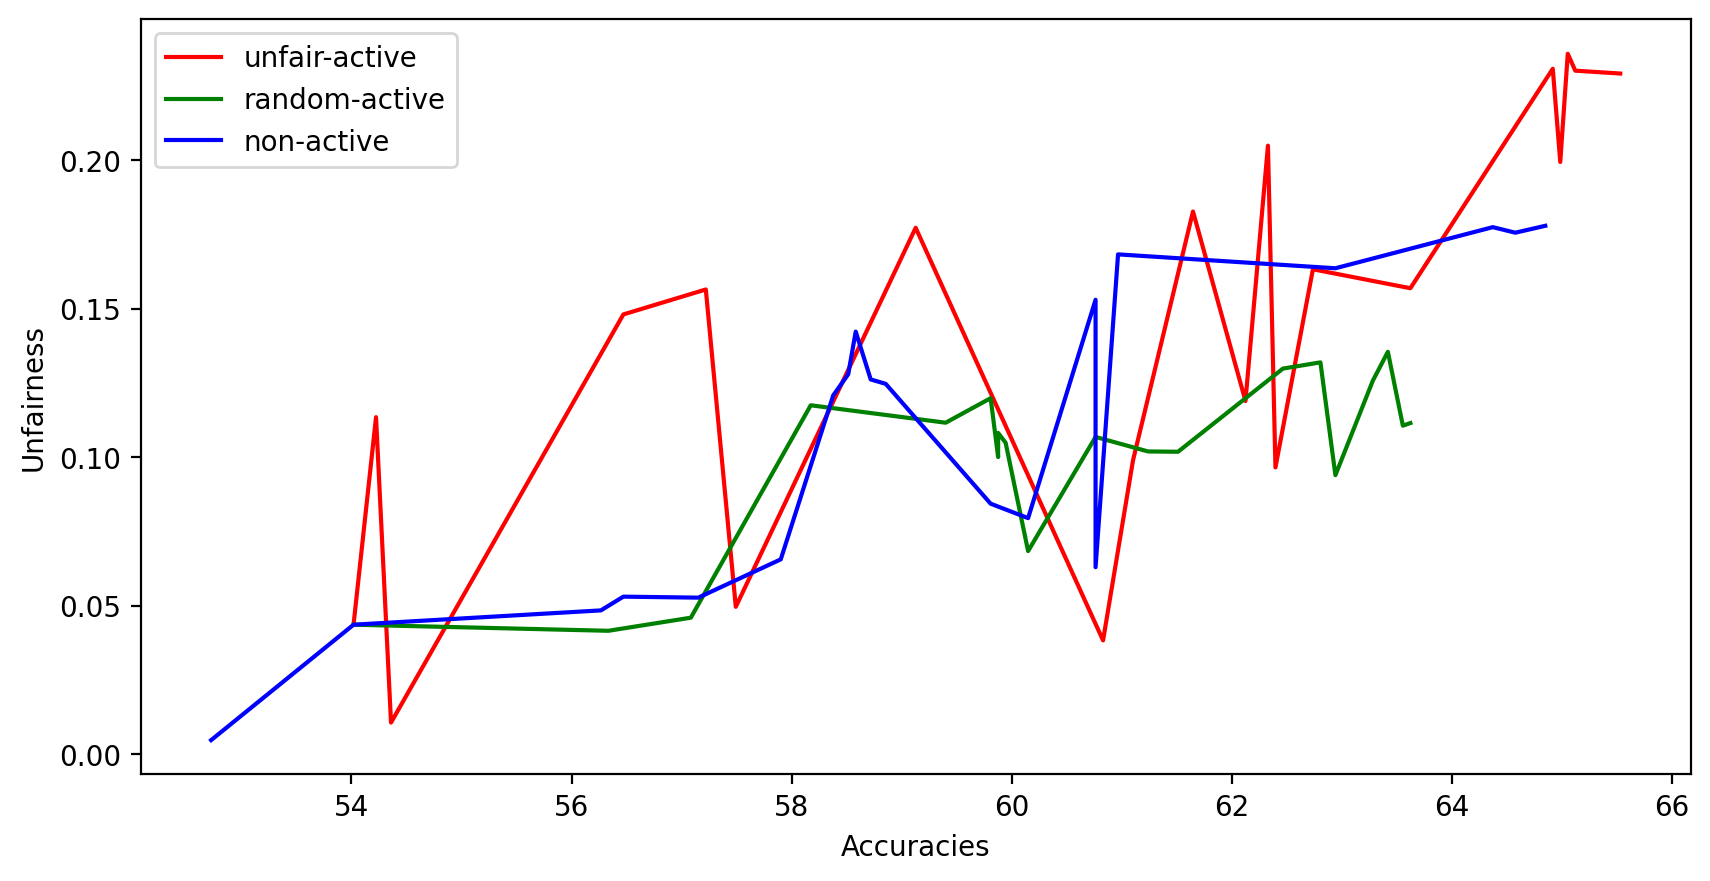 unfair-active
random-active
non-active
0.20
0.15
0.10
0.05
0.00
Unfairness
54 56 58 60 62 64 66
Accuracies